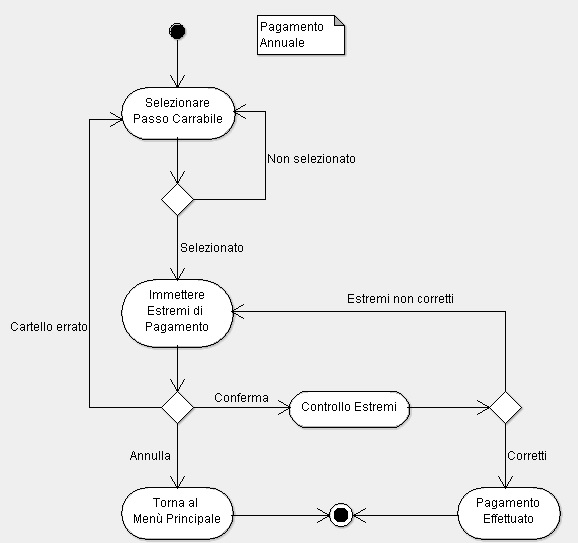 Pagamento
Annuale
Selezionare
Passo Carrabile
Non selezionato
Selezionato
Immettere
Estremi di
Pagamento
Estremi non corretti
Cartello errato
Conferma
Controllo Estremi
Annulla
Corretti
Torna al
Menù Principale
Pagamento
Effettuato